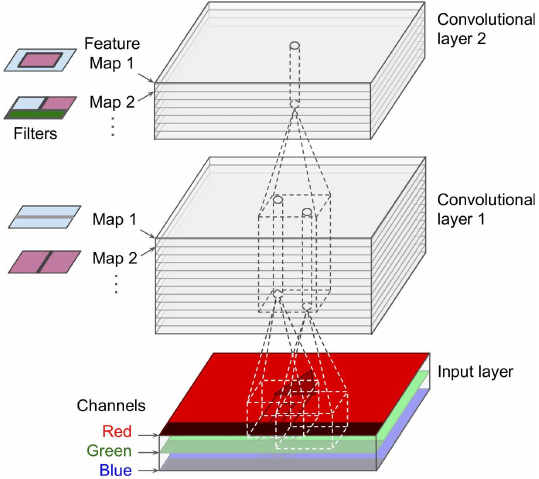 Convolutional
layer 2
Feature
Map 1
Map 2
Filters
Convolutional
layer 1
Map 1
Map 2
Input layer
Channels
Red
Green
Blue